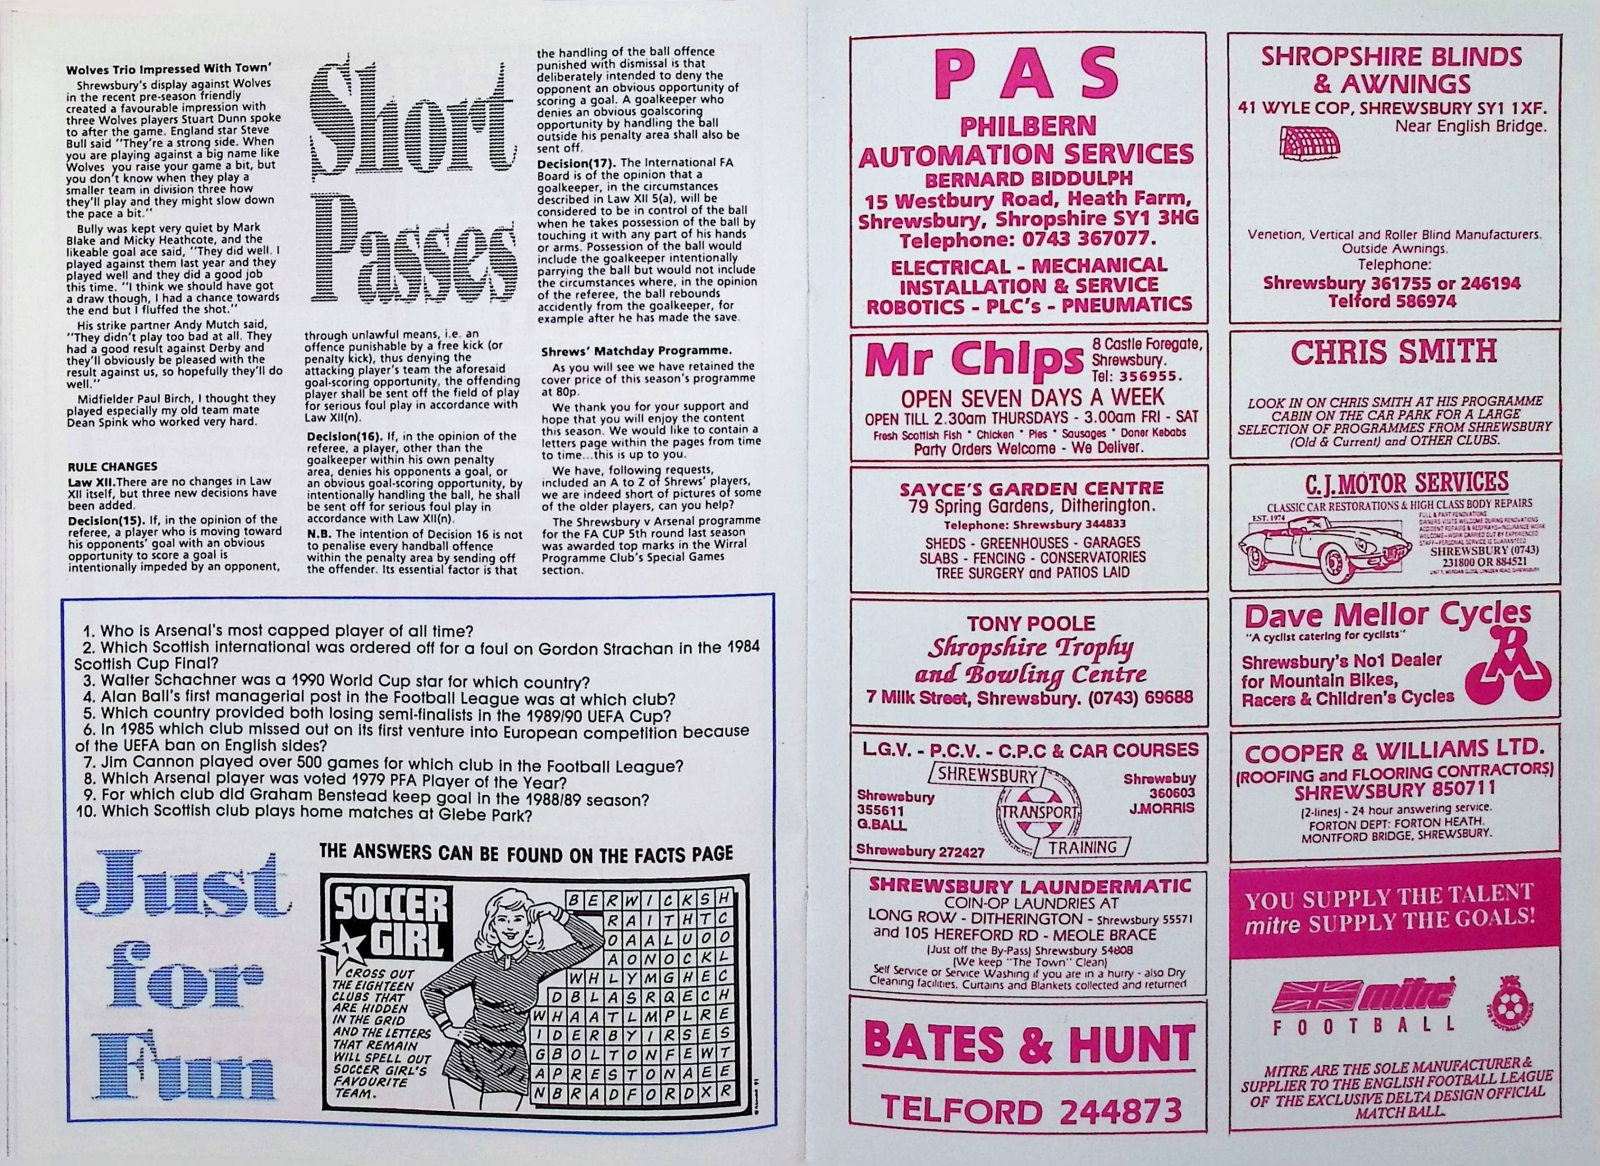 Wolves Trio Impressed With Town'
Shrewsbury's display against Wolves
in the recent pre-season friendly
created a favourable impression with
three Wolves players Stuart Dunn spoke
to after the game. England star Steve
Bull said "They're a strong side. When
you are playing against a big name like
Wolves you raise your game a bit, but
you don't know when they play a
smaller team in division three how
they'll play and they might slow down
the pace a bit."
Bully was kept very quiet by Mark
Blake and Micky Heathcote, and the
likeable goal ace said, "They did well. I
played against them last year and they
played well and they did a good job
this time. "I think we should have got
a draw though, I had a chance towards
the end but I fluffed the shot."
His strike partner Andy Mutch said,
"They didn't play too bad at all. They
had a good result against Derby and
they'll obviously be pleased with the
result against us, so hopefully they'll do
well."
Midfielder Paul Birch, I thought they
played especially my old team mate
Dean Spink who worked very hard.
RULE CHANGES
Law XII.There are no changes in Law
XII itself, but three new decisions have
been added.
Decision(15). If, in the opinion of the
referee, a player who is moving toward
his opponents' goal with an obvious
opportunity to score a goal is
intentionally impeded by an opponent,
Short
Passes
through unlawful means, i.e. an
offence punishable by a free kick (or
penalty kick), thus denying the
attacking player's team the aforesaid
goal-scoring opportunity, the offending
player shall be sent off the field of play
for serious foul play in accordance with
Law XII(n).
Decision(16). If, in the opinion of the
referee, a player, other than the
goalkeeper within his own penalty
area, denies his opponents a goal, or
an obvious goal-scoring opportunity, by
intentionally handling the ball, he shall
be sent off for serious foul play in
accordance with Law XII(n).
N.B. The intention of Decision 16 is not
to penalise every handball offence
within the penalty area by sending off
the offender. Its essential factor is that
the handling of the ball offence
punished with dismissal is that
deliberately intended to deny the
opponent an obvious opportunity of
scoring a goal. A goalkeeper who
denies an obvious goalscoring
opportunity by handling the ball
outside his penalty area shall also be
sent off.
Decision(17). The International FA
Board is of the opinion that a
goalkeeper, in the circumstances
described in Law XII 5(a), will be
considered to be in control of the ball
when he takes possession of the ball by
touching it with any part of his hands
or arms. Possession of the ball would
include the goalkeeper intentionally
parrying the ball but would not include
the circumstances where, in the opinion
of the referee, the ball rebounds
accidently from the goalkeeper, for
example after he has made the save.
Shrews' Matchday Programme.
As you will see we have retained the
cover price of this season's programme
at 80p.
We thank you for your support and
hope that you will enjoy the content
this season. We would like to contain a
letters page within the pages from time
to time...this is up to you.
We have, following requests,
included an A to Z of Shrews' players,
we are indeed short of pictures of some
of the older players, can you help?
The Shrewsbury v Arsenal programme
for the FA CUP 5th round last season
was awarded top marks in the Wirral
Programme Club's Special Games
section.
1. Who is Arsenal's most capped player of all time?
2. Which Scottish international was ordered off for a foul on Gordon Strachan in the 1984
Scottish Cup Final?
3. Walter Schachner was a 1990 World Cup star for which country?
4. Alan Ball's first managerial post in the Football League was at which club?
5. Which country provided both losing semi-finalists in the 1989/90 UEFA Cup?
6. In 1985 which club missed out on its first venture into European competition because
of the UEFA ban on English sides?
7. Jim Cannon played over 500 games for which club in the Football League?
8. Which Arsenal player was voted 1979 PFA Player of the Year?
9. For which club did Graham Benstead keep goal in the 1988/89 season?
10. Which Scottish club plays home matches at Glebe Park?
Just
for
Fun
THE ANSWERS CAN BE FOUND ON THE FACTS PAGE
SOCCER
GIRL
1
CROSS OUT
THE EIGHTEEN
CLUBS THAT
ARE HIDDEN
IN THE GRID
AND THE LETTERS
THAT REMAIN
WILL SPELL OUT
SOCCER GIRL'S
FAVOURITE
TEAM.
BERWICKSH
RAITHTC
OAALUOO
AONOCKL
WHLYMGHEC
DBLASRQECH
WHAATLMPLRE
IDERBYIRSES
GBOLTONFEWT
APRESTONAEE
NBRADFORDXR
PAS
PHILBERN
AUTOMATION SERVICES
BERNARD BIDDULPH
15 Westbury Road, Heath Farm,
Shrewsbury, Shropshire SY1 3HG
Telephone: 0743 367077.
ELECTRICAL - MECHANICAL
INSTALLATION & SERVICE
ROBOTICS - PLC's - PNEUMATICS
Mr Chips
8 Castle Foregate,
Shrewsbury.
Tel: 356955.
OPEN SEVEN DAYS A WEEK
OPEN TILL 2.30am THURSDAYS - 3.00am FRI - SAT
Fresh Scottish Fish * Chicken * Pies * Sausages * Doner Kebabs
Party Orders Welcome - We Deliver.
SAYCE'S GARDEN CENTRE
79 Spring Gardens, Ditherington.
Telephone: Shrewsbury 344833
SHEDS - GREENHOUSES - GARAGES
SLABS - FENCING - CONSERVATORIES
TREE SURGERY and PATIOS LAID
TONY POOLE
Shropshire Trophy
and Bowling Centre
7 Milk Street, Shrewsbury. (0743) 69688
L.G.V. - P.C.V. - C.P.C & CAR COURSES
SHREWSBURY
TRANSPORT
TRAINING
Shrewsbury
355611
G.BALL
Shrewsbuy
360603
J.MORRIS
Shrewsbury 272427
SHREWSBURY LAUNDERMATIC
COIN-OP LAUNDRIES AT
LONG ROW - DITHERINGTON - Shrewsbury 55571
and 105 HEREFORD RD - MEOLE BRACE
(Just off the By-Pass) Shrewsbury 54808
(We keep "The Town" Clean)
Self Service or Service Washing if you are in a hurry - also Dry
Cleaning facilities. Curtains and Blankets collected and returned
BATES & HUNT
TELFORD 244873
SHROPSHIRE BLINDS
& AWNINGS
41 WYLE COP, SHREWSBURY SY1 1XF.
Near English Bridge.
Venetion, Vertical and Roller Blind Manufacturers.
Outside Awnings.
Telephone:
Shrewsbury 361755 or 246194
Telford 586974
CHRIS SMITH
LOOK IN ON CHRIS SMITH AT HIS PROGRAMME
CABIN ON THE CAR PARK FOR A LARGE
SELECTION OF PROGRAMMES FROM SHREWSBURY
(Old & Current) and OTHER CLUBS.
C.J.MOTOR SERVICES
CLASSIC CAR RESTORATIONS & HIGH CLASS BODY REPAIRS
EST. 1974
FULL & PART RENOVATIONS
OWNERS VISITS WELCOME DURING RENOVATIONS
SHREWSBURY (0743)
231800 OR 884521
Dave Mellor Cycles
"A cyclist catering for cyclists"
Shrewsbury's No1 Dealer
for Mountain Bikes,
Racers & Children's Cycles
COOPER & WILLIAMS LTD.
(ROOFING and FLOORING CONTRACTORS)
SHREWSBURY 850711
(2-lines) - 24 hour answering service.
FORTON DEPT: FORTON HEATH.
MONTFORD BRIDGE, SHREWSBURY.
YOU SUPPLY THE TALENT
mitre SUPPLY THE GOALS!
mitre
FOOTBALL
MITRE ARE THE SOLE MANUFACTURER &
SUPPLIER TO THE ENGLISH FOOTBALL LEAGUE
OF THE EXCLUSIVE DELTA DESIGN OFFICIAL
MATCH BALL.